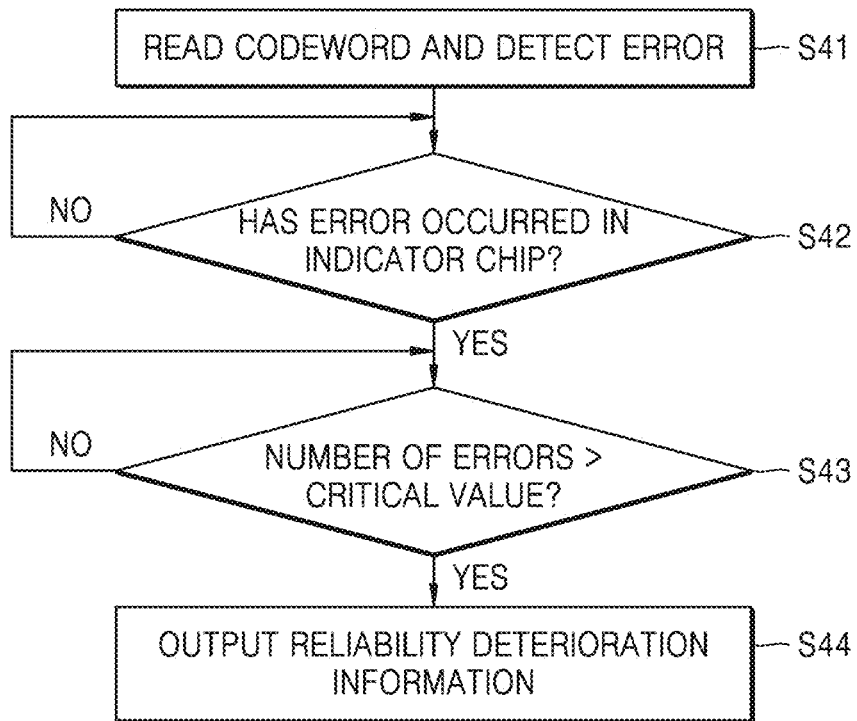 READ CODEWORD AND DETECT ERROR
S41
NO
HAS ERROR OCCURRED IN
INDICATOR CHIP?
S42
YES
NO
NUMBER OF ERRORS >
CRITICAL VALUE?
S43
YES
OUTPUT RELIABILITY DETERIORATION
INFORMATION
S44